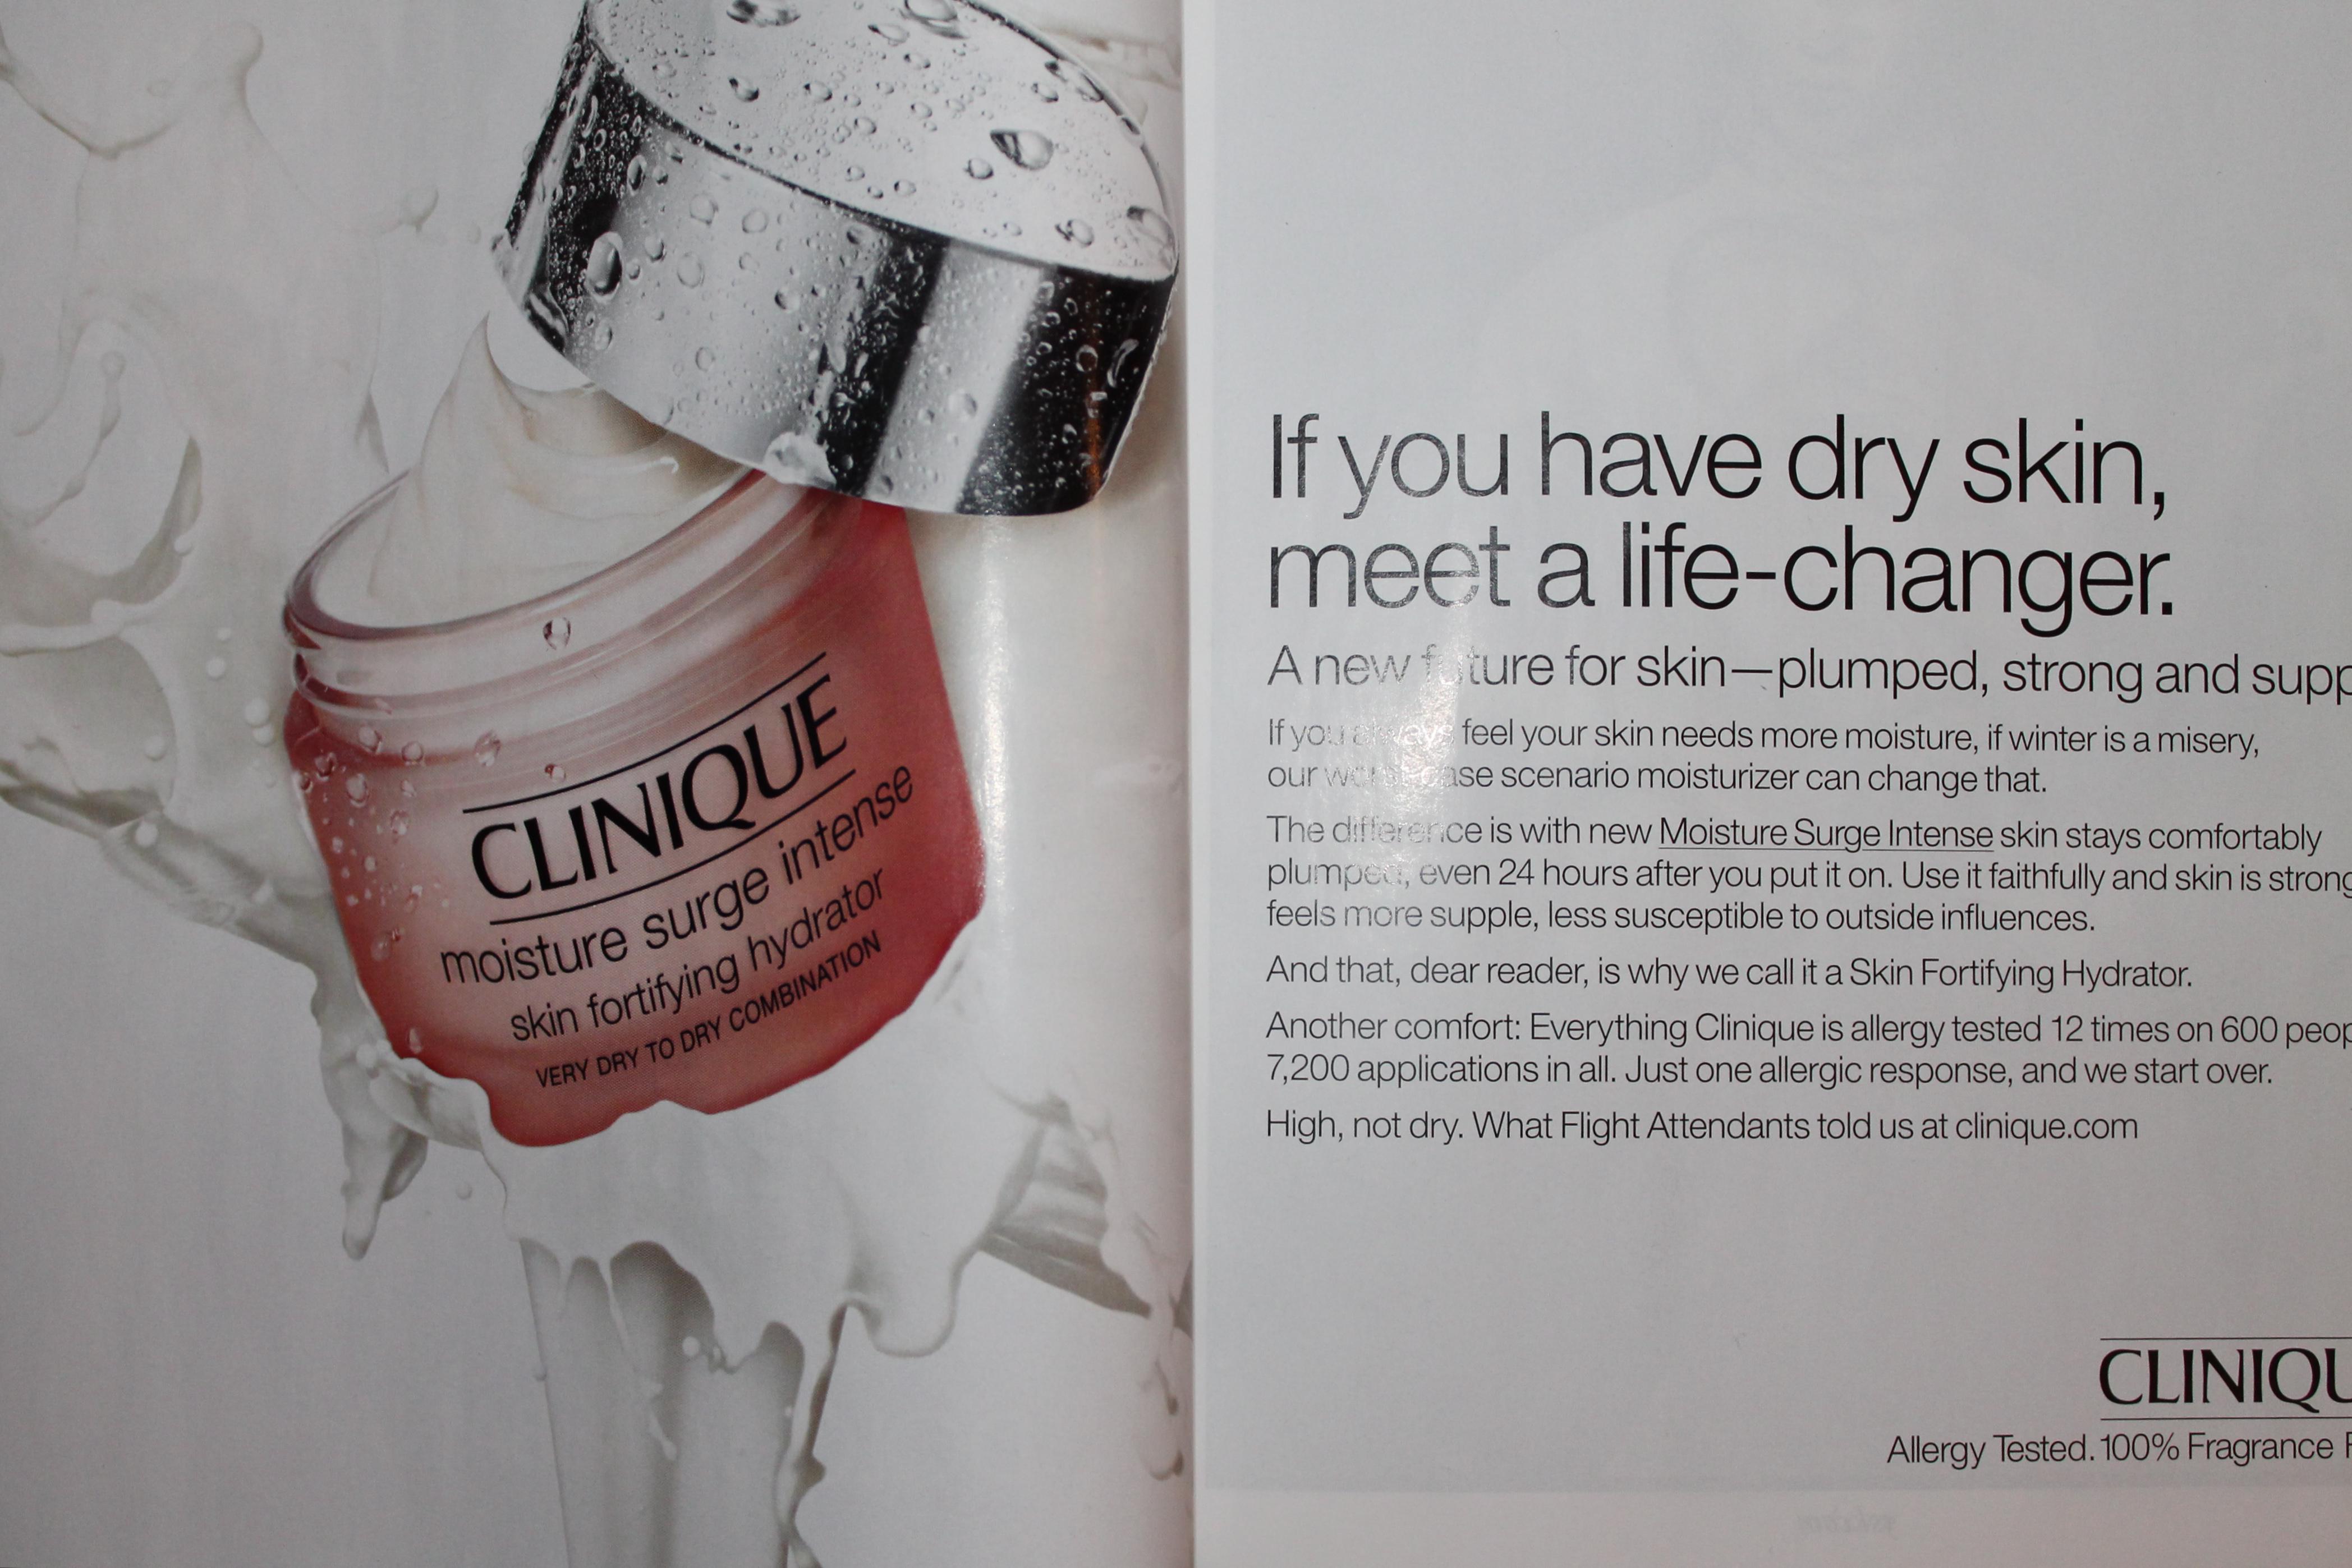 CLINIQUE
moisture surge intense
skin fortifying hydrator
VERY DRY TO DRY COMBINATION
If you have dry skin,
meet a life-changer.
A new future for skin—plumped, strong and supp
If you always feel your skin needs more moisture, if winter is a misery,
our worst case scenario moisturizer can change that.
The difference is with new Moisture Surge Intense skin stays comfortably
plumped, even 24 hours after you put it on. Use it faithfully and skin is strong
feels more supple, less susceptible to outside influences.
And that, dear reader, is why we call it a Skin Fortifying Hydrator.
Another comfort: Everything Clinique is allergy tested 12 times on 600 peop
7,200 applications in all. Just one allergic response, and we start over.
High, not dry. What Flight Attendants told us at clinique.com
CLINIQU
Allergy Tested. 100% Fragrance F